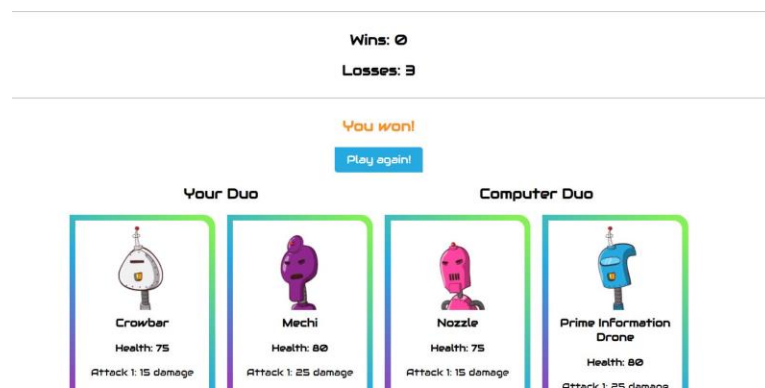 Wins: 0
Losses: 3
You won!
Play again!
Your Duo
Computer Duo
Crowbar
Health: 75
Attack 1: 15 damage
Mechi
Health: 80
Attack 1: 25 damage
Nozzle
Health: 75
Attack 1: 15 damage
Prime Information
Drone
Health: 80
Attack 1: 25 damage